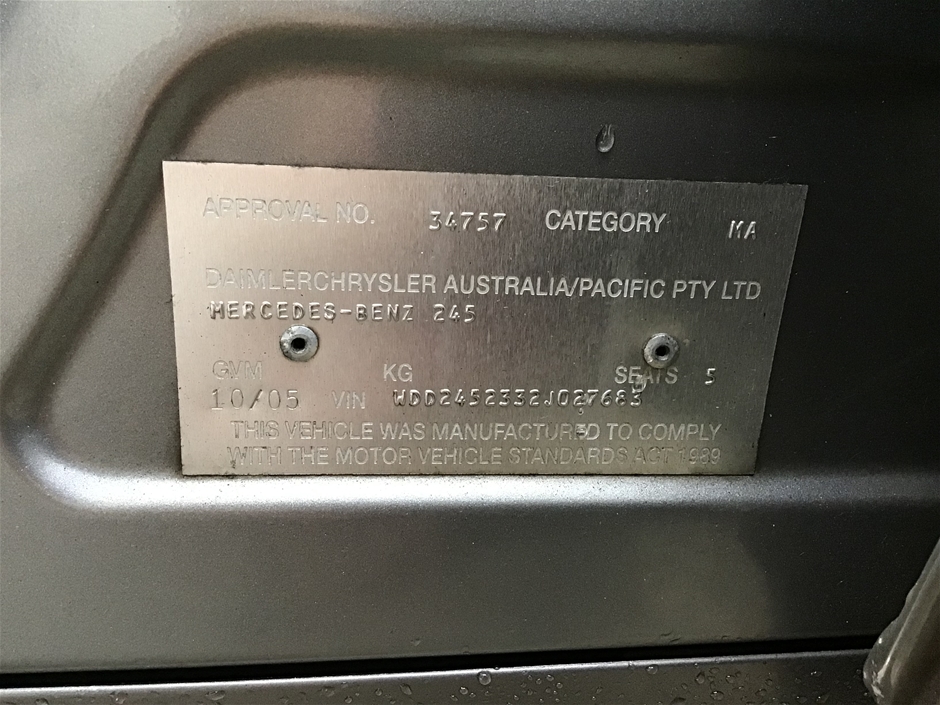 APPROVAL NO. 34757 CATEGORY MA
DAIMLERCHRYSLER AUSTRALIA/PACIFIC PTY LTD
MERCEDES-BENZ 245
GVM KG SEATS 5
10/05 VIN WDD2452332J027683
THIS VEHICLE WAS MANUFACTURED TO COMPLY
WITH THE MOTOR VEHICLE STANDARDS ACT 1989